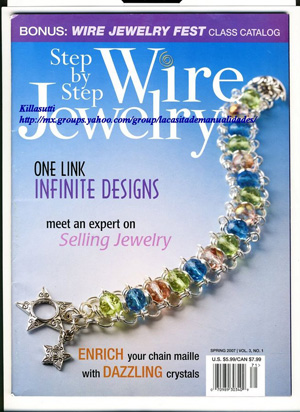 BONUS: WIRE JEWELRY FEST CLASS CATALOG
Step
by
Step
Wire
Jewelry
Killasutti
http://mx.groups.yahoo.com/group/lacasitademanualidades/
ONE LINK
INFINITE DESIGNS
meet an expert on
Selling Jewelry
ENRICH your chain maille
with DAZZLING crystals
SPRING 2007 | VOL. 3, NO. 1
U.S. $5.99/CAN $7.99